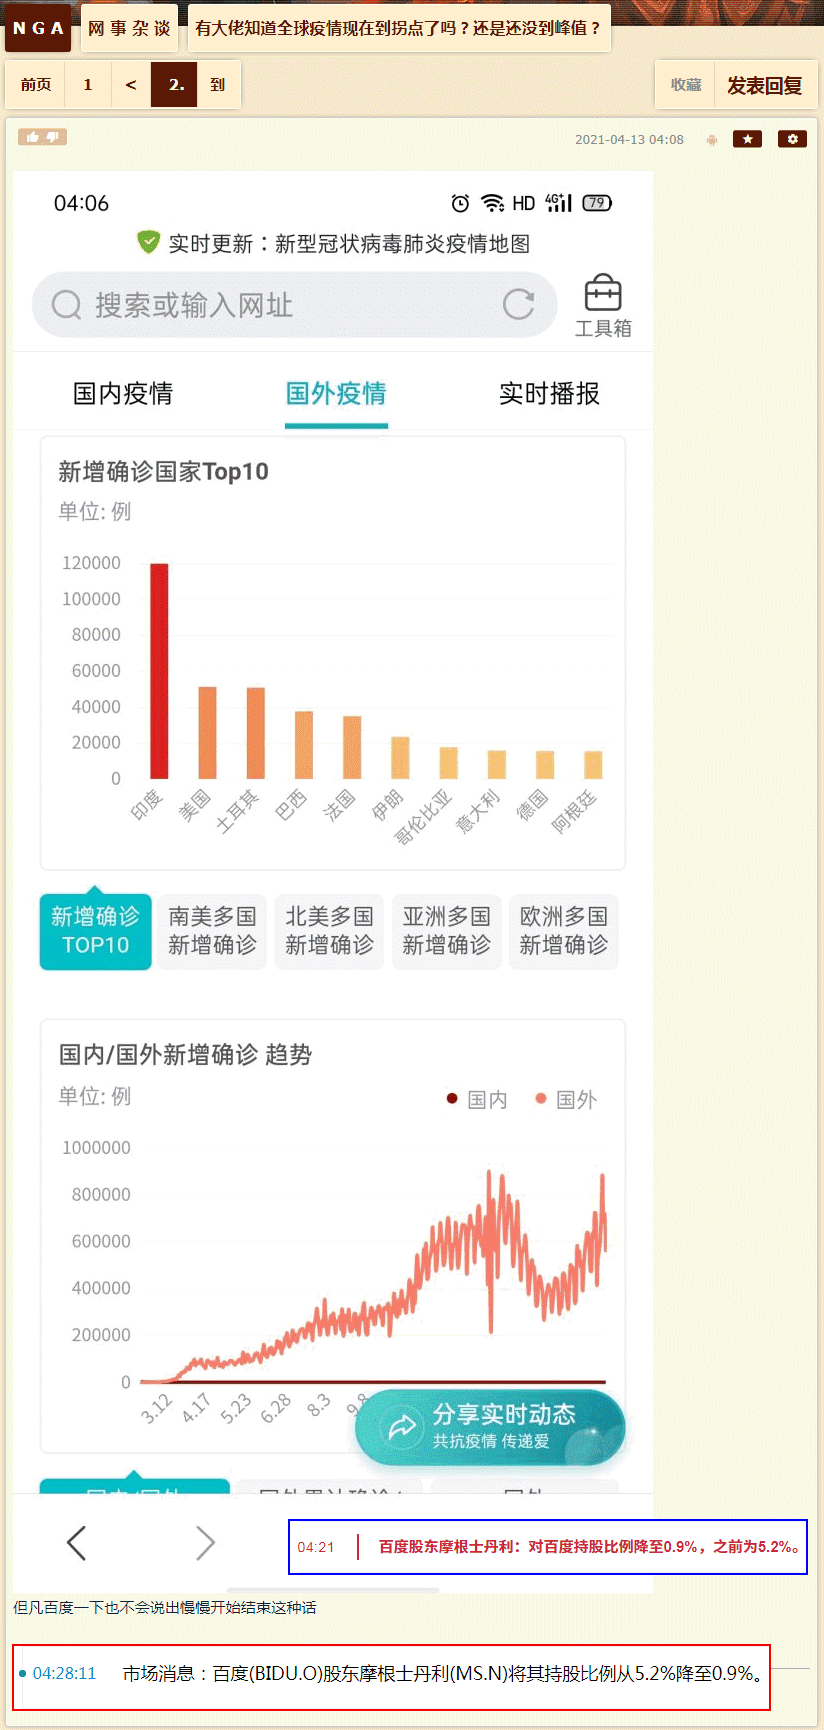 NGA 网事杂谈 有大佬知道全球疫情现在到拐点了吗？还是还没到峰值？
前页 1 < 2. 到 收藏 发表回复
2021-04-13 04:08
04:06 HD 4G+ 79
实时更新：新型冠状病毒肺炎疫情地图
搜索或输入网址
工具箱
国内疫情 国外疫情 实时播报
新增确诊国家Top10
单位: 例
120000
100000
80000
60000
40000
20000
0
印度 美国 土耳其 巴西 法国 伊朗 哥伦比亚 意大利 德国 阿根廷
新增确诊 南美多国 北美多国 亚洲多国 欧洲多国
TOP10 新增确诊 新增确诊 新增确诊 新增确诊
国内/国外新增确诊 趋势
单位: 例
国内 国外
1000000
800000
600000
400000
200000
0
3.12 4.17 5.23 6.28 8.3
分享实时动态
共抗疫情 传递爱
04:21 百度股东摩根士丹利：对百度持股比例降至0.9%，之前为5.2%。
但凡百度一下也不会说出慢慢开始结束这种话
04:28:11 市场消息：百度(BIDU.O)股东摩根士丹利(MS.N)将其持股比例从5.2%降至0.9%。